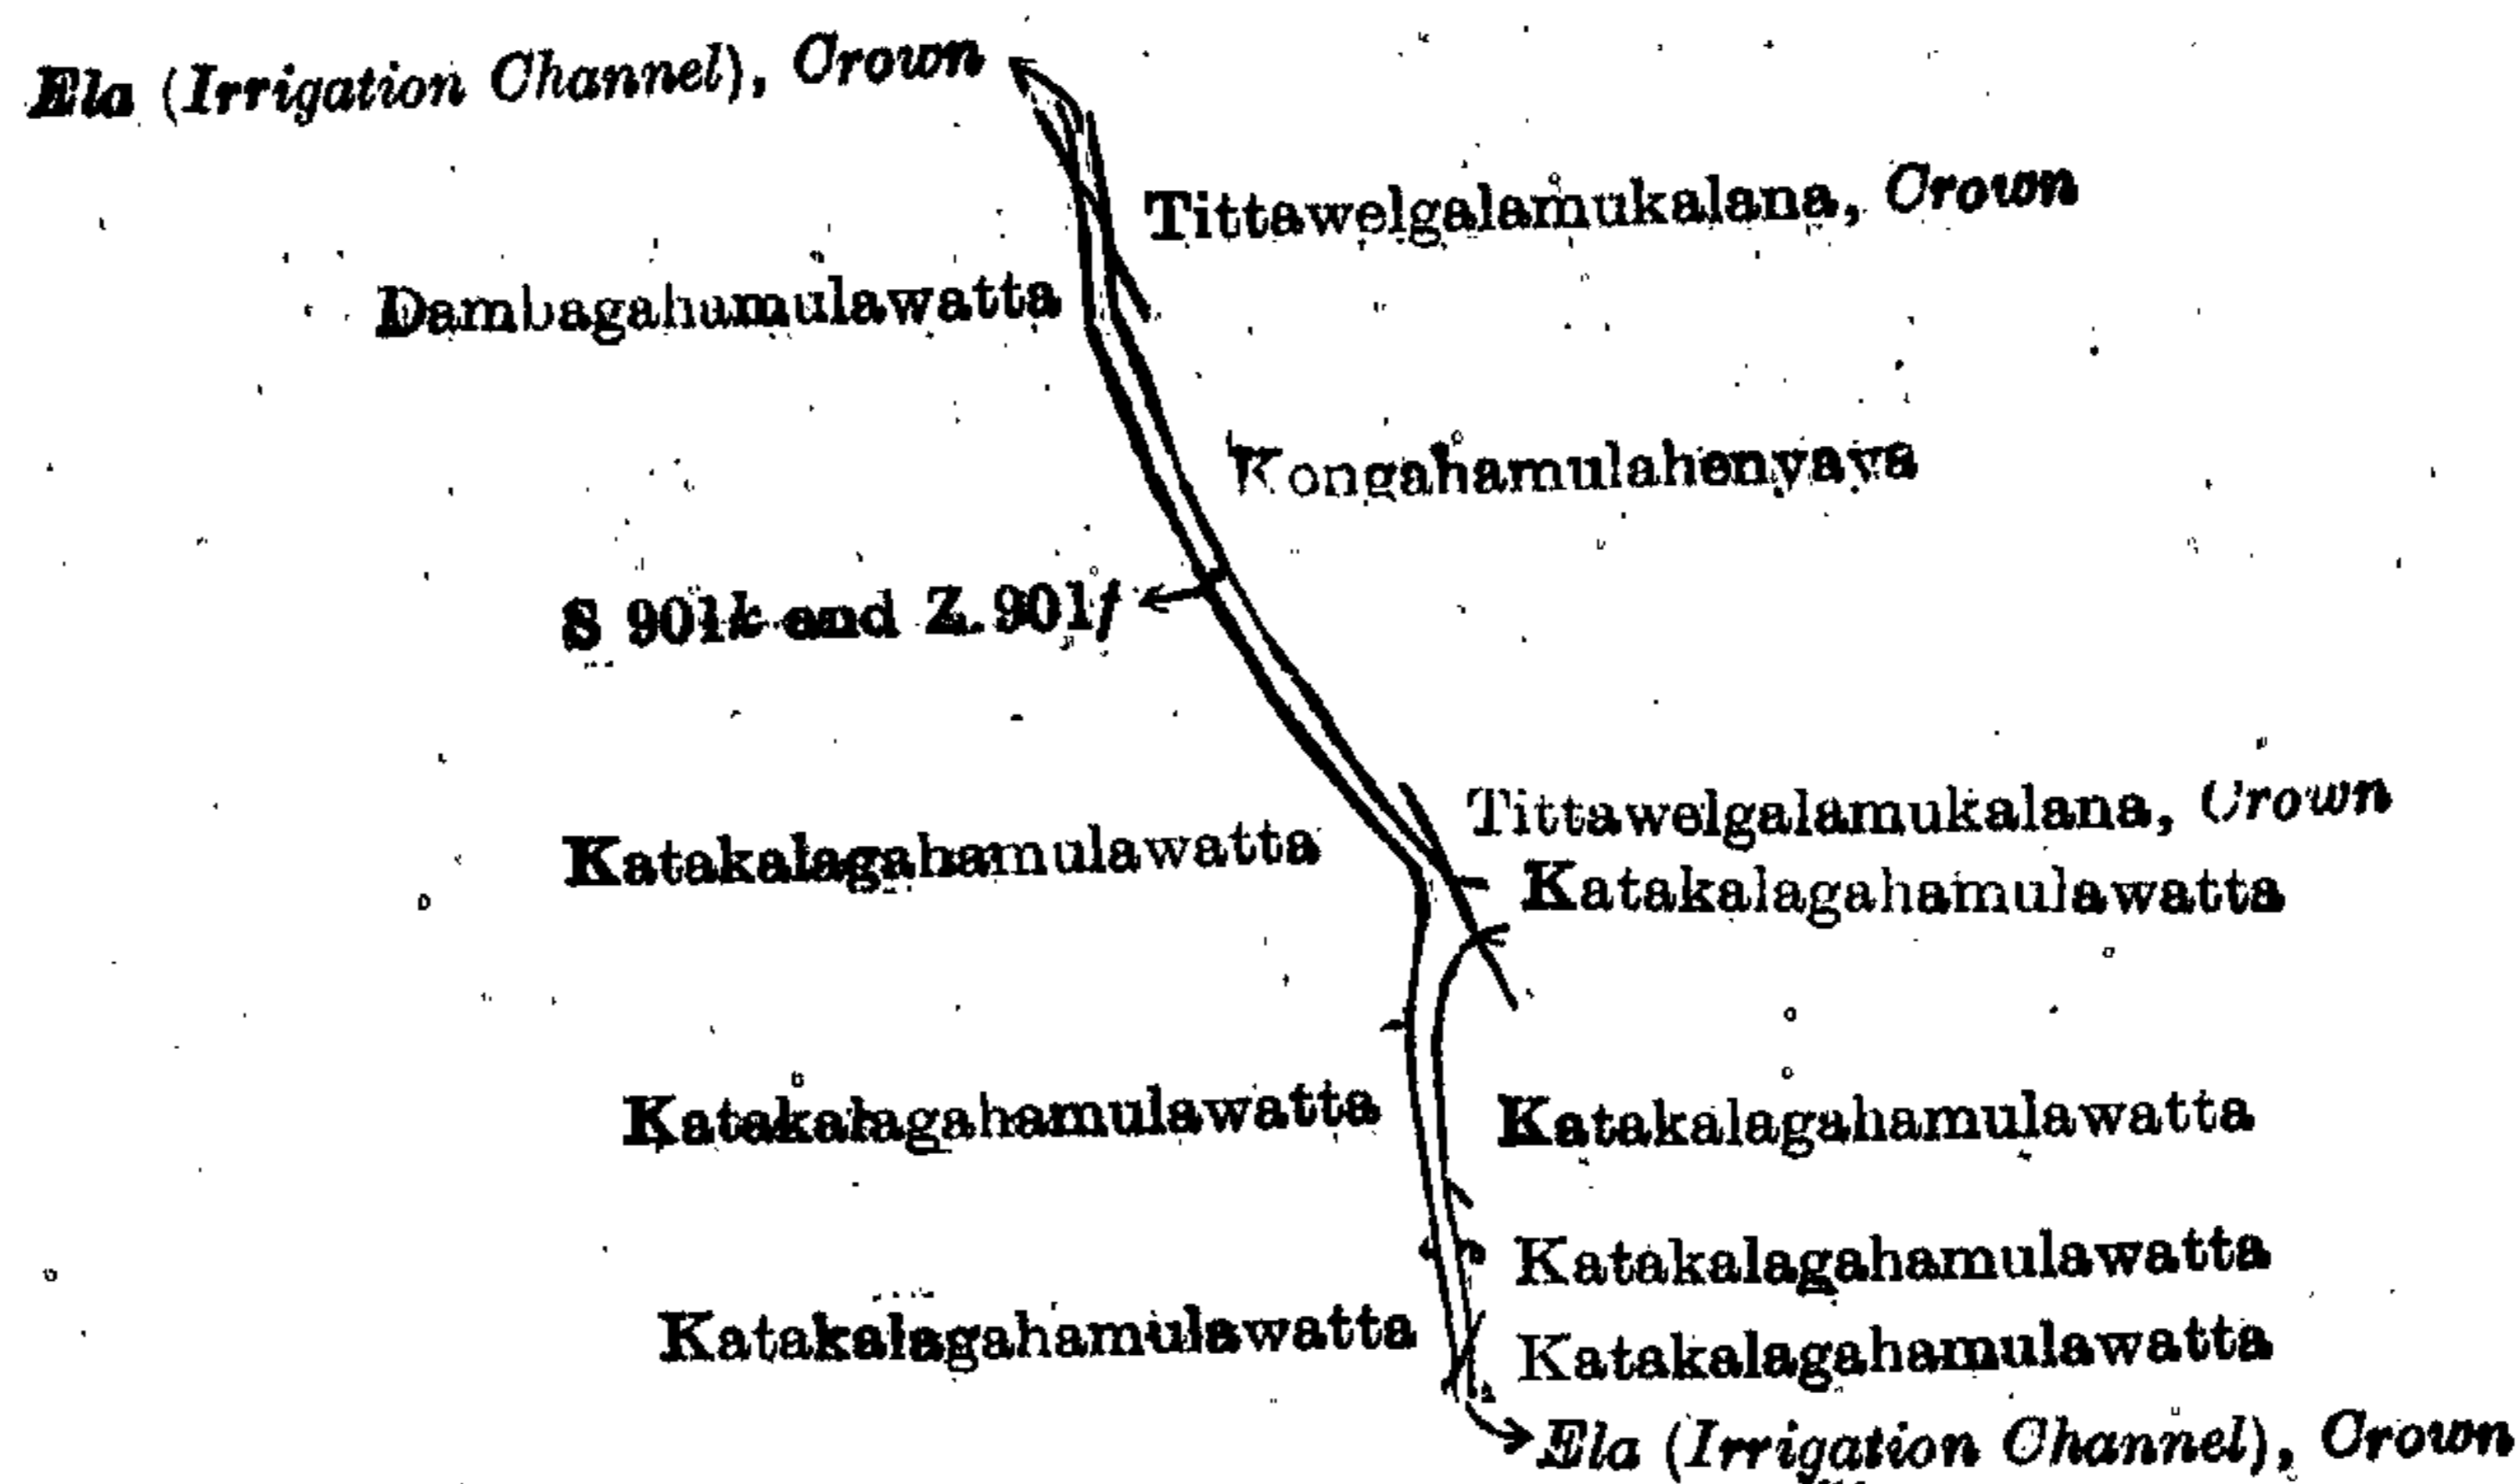 Ela (Irrigation Channel), Crown
Tittawelgalamukalana, Crown
Dambagahamulawatta
Kongahamulahenyaya
S 901k and Z 901f
Tittawelgalamukalana, Crown
Katakalagahamulawatta
Katakalagahamulawatta
Katakalagahamulawatta
Katakalagahamulawatta
Katakalagahamulawatta
Katakalagahamulawatta
Katakalagahamulawatta
Ela (Irrigation Channel), Crown